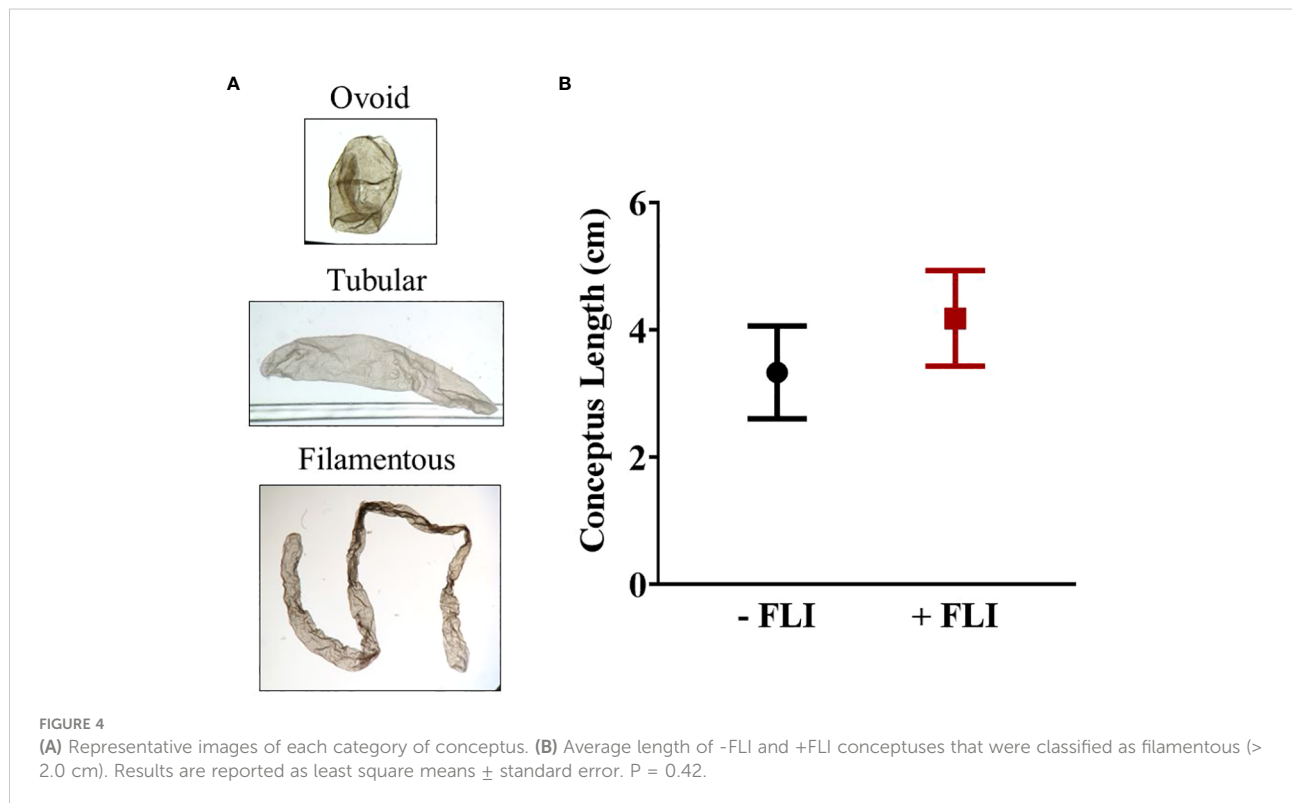 A
B
Ovoid
Tubular
Filamentous
Conceptus Length (cm)
6
4
2
0
- FLI
+ FLI
FIGURE 4
(A) Representative images of each category of conceptus. (B) Average length of -FLI and +FLI conceptuses that were classified as filamentous (>
2.0 cm). Results are reported as least square means ± standard error. P = 0.42.